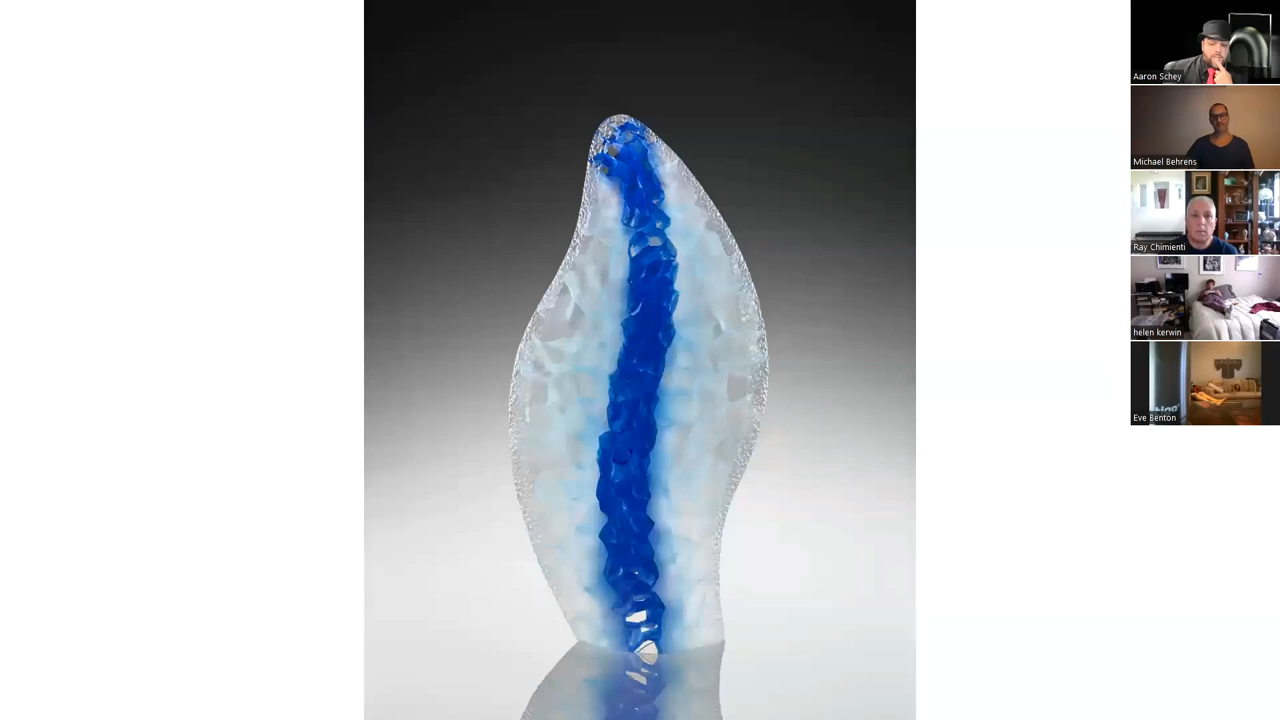 Aaron Schey
Michael Behrens
Ray Chimienti
helen kerwin
Eve Benton